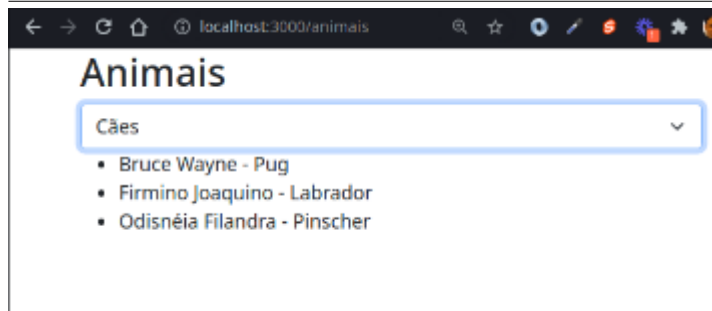 localhost:3000/animais
Animais
Cães
Bruce Wayne - Pug
Firmino Joaquino - Labrador
Odisnéia Filandra - Pinscher